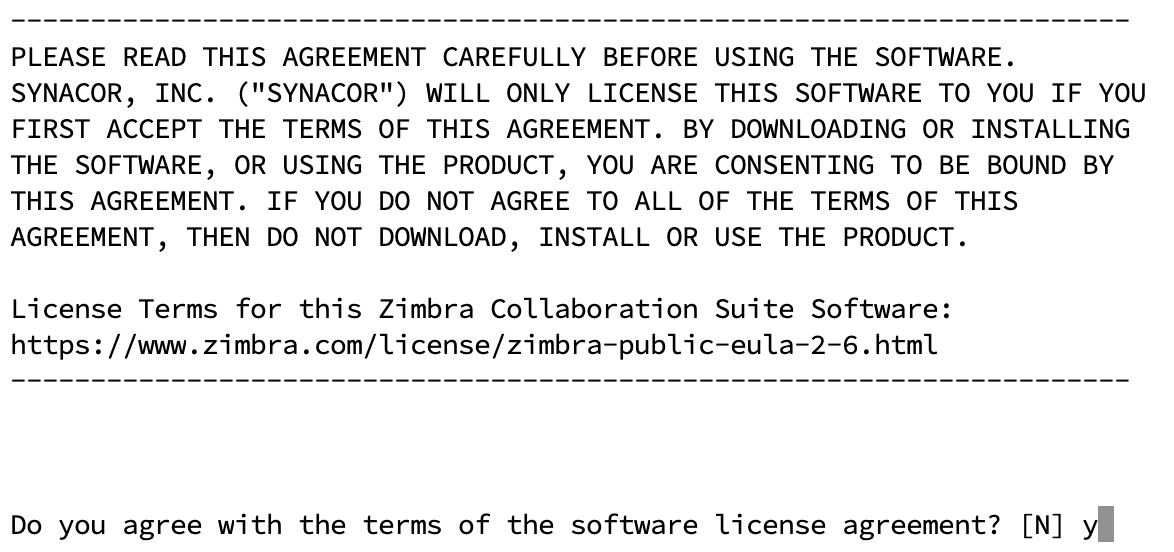 ----------------------------------------------------------------------
PLEASE READ THIS AGREEMENT CAREFULLY BEFORE USING THE SOFTWARE.
SYNACOR, INC. ("SYNACOR") WILL ONLY LICENSE THIS SOFTWARE TO YOU IF YOU
FIRST ACCEPT THE TERMS OF THIS AGREEMENT. BY DOWNLOADING OR INSTALLING
THE SOFTWARE, OR USING THE PRODUCT, YOU ARE CONSENTING TO BE BOUND BY
THIS AGREEMENT. IF YOU DO NOT AGREE TO ALL OF THE TERMS OF THIS
AGREEMENT, THEN DO NOT DOWNLOAD, INSTALL OR USE THE PRODUCT.

License Terms for this Zimbra Collaboration Suite Software:
https://www.zimbra.com/license/zimbra-public-eula-2-6.html
----------------------------------------------------------------------

Do you agree with the terms of the software license agreement? [N] y